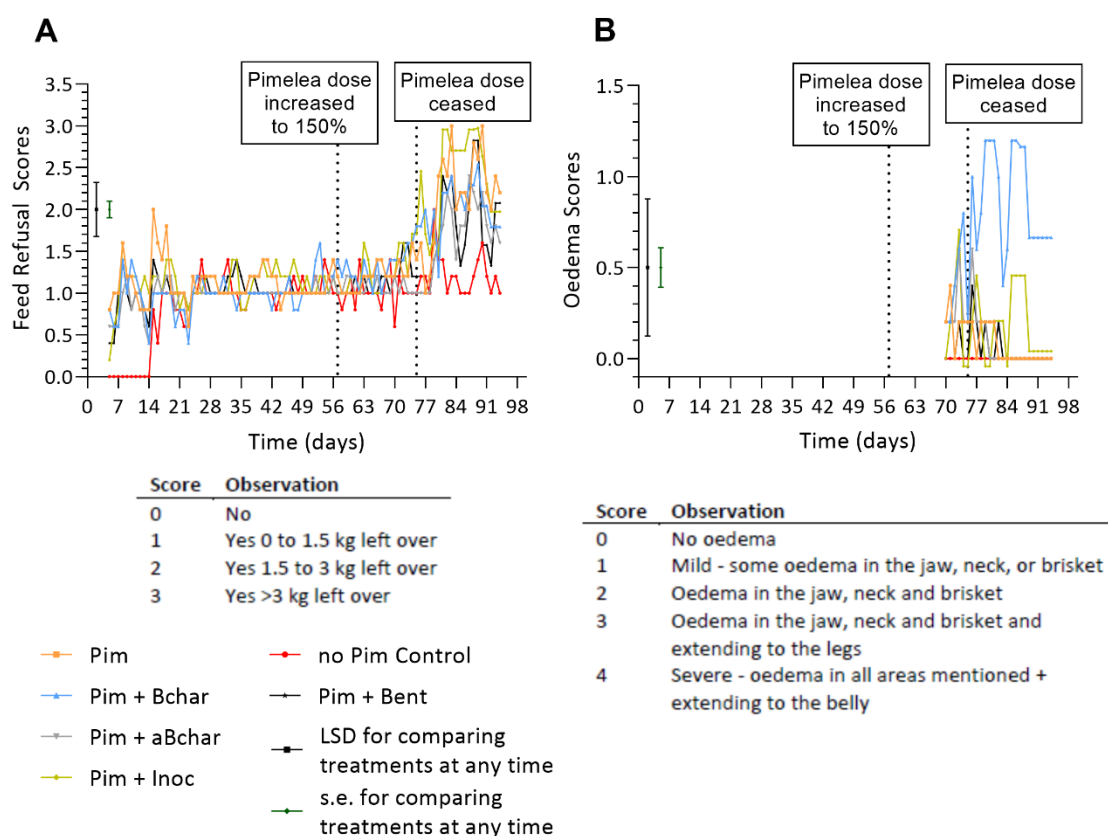 A
Pimelea dose
increased
to 150%
Pimelea dose
ceased
Feed Refusal Scores
3.5
3.0
2.5
2.0
1.5
1.0
0.5
0.0
0 7 14 21 28 35 42 49 56 63 70 77 84 91 98
Time (days)
B
Pimelea dose
increased
to 150%
Pimelea dose
ceased
Oedema Scores
1.5
1.0
0.5
0.0
0 7 14 21 28 35 42 49 56 63 70 77 84 91 98
Time (days)
Score Observation
0 No
1 Yes 0 to 1.5 kg left over
2 Yes 1.5 to 3 kg left over
3 Yes >3 kg left over
Score Observation
0 No oedema
1 Mild - some oedema in the jaw, neck, or brisket
2 Oedema in the jaw, neck and brisket
3 Oedema in the jaw, neck and brisket and
extending to the legs
4 Severe - oedema in all areas mentioned +
extending to the belly
Pim
Pim + Bchar
Pim + aBchar
Pim + Inoc
no Pim Control
Pim + Bent
LSD for comparing
treatments at any time
s.e. for comparing
treatments at any time